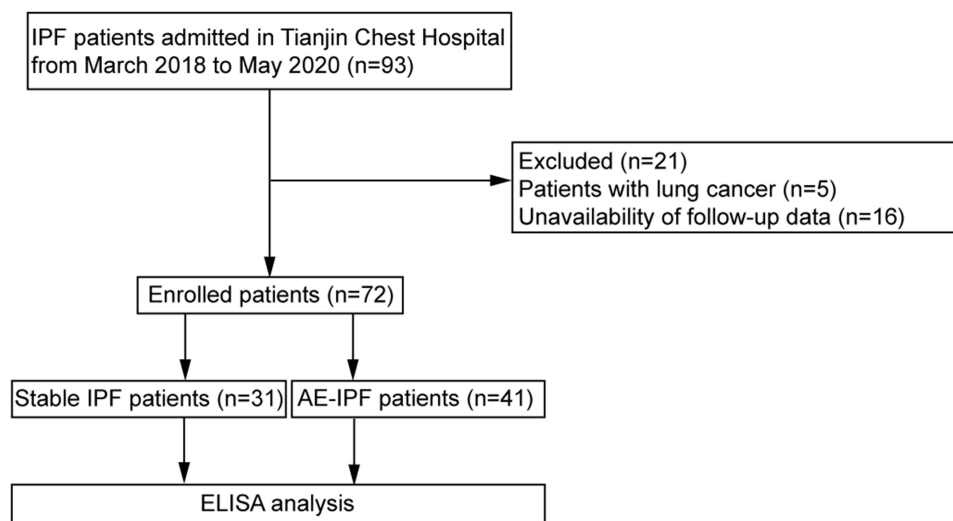 IPF patients admitted in Tianjin Chest Hospital
from March 2018 to May 2020 (n=93)
Excluded (n=21)
Patients with lung cancer (n=5)
Unavailability of follow-up data (n=16)
Enrolled patients (n=72)
Stable IPF patients (n=31)
AE-IPF patients (n=41)
ELISA analysis